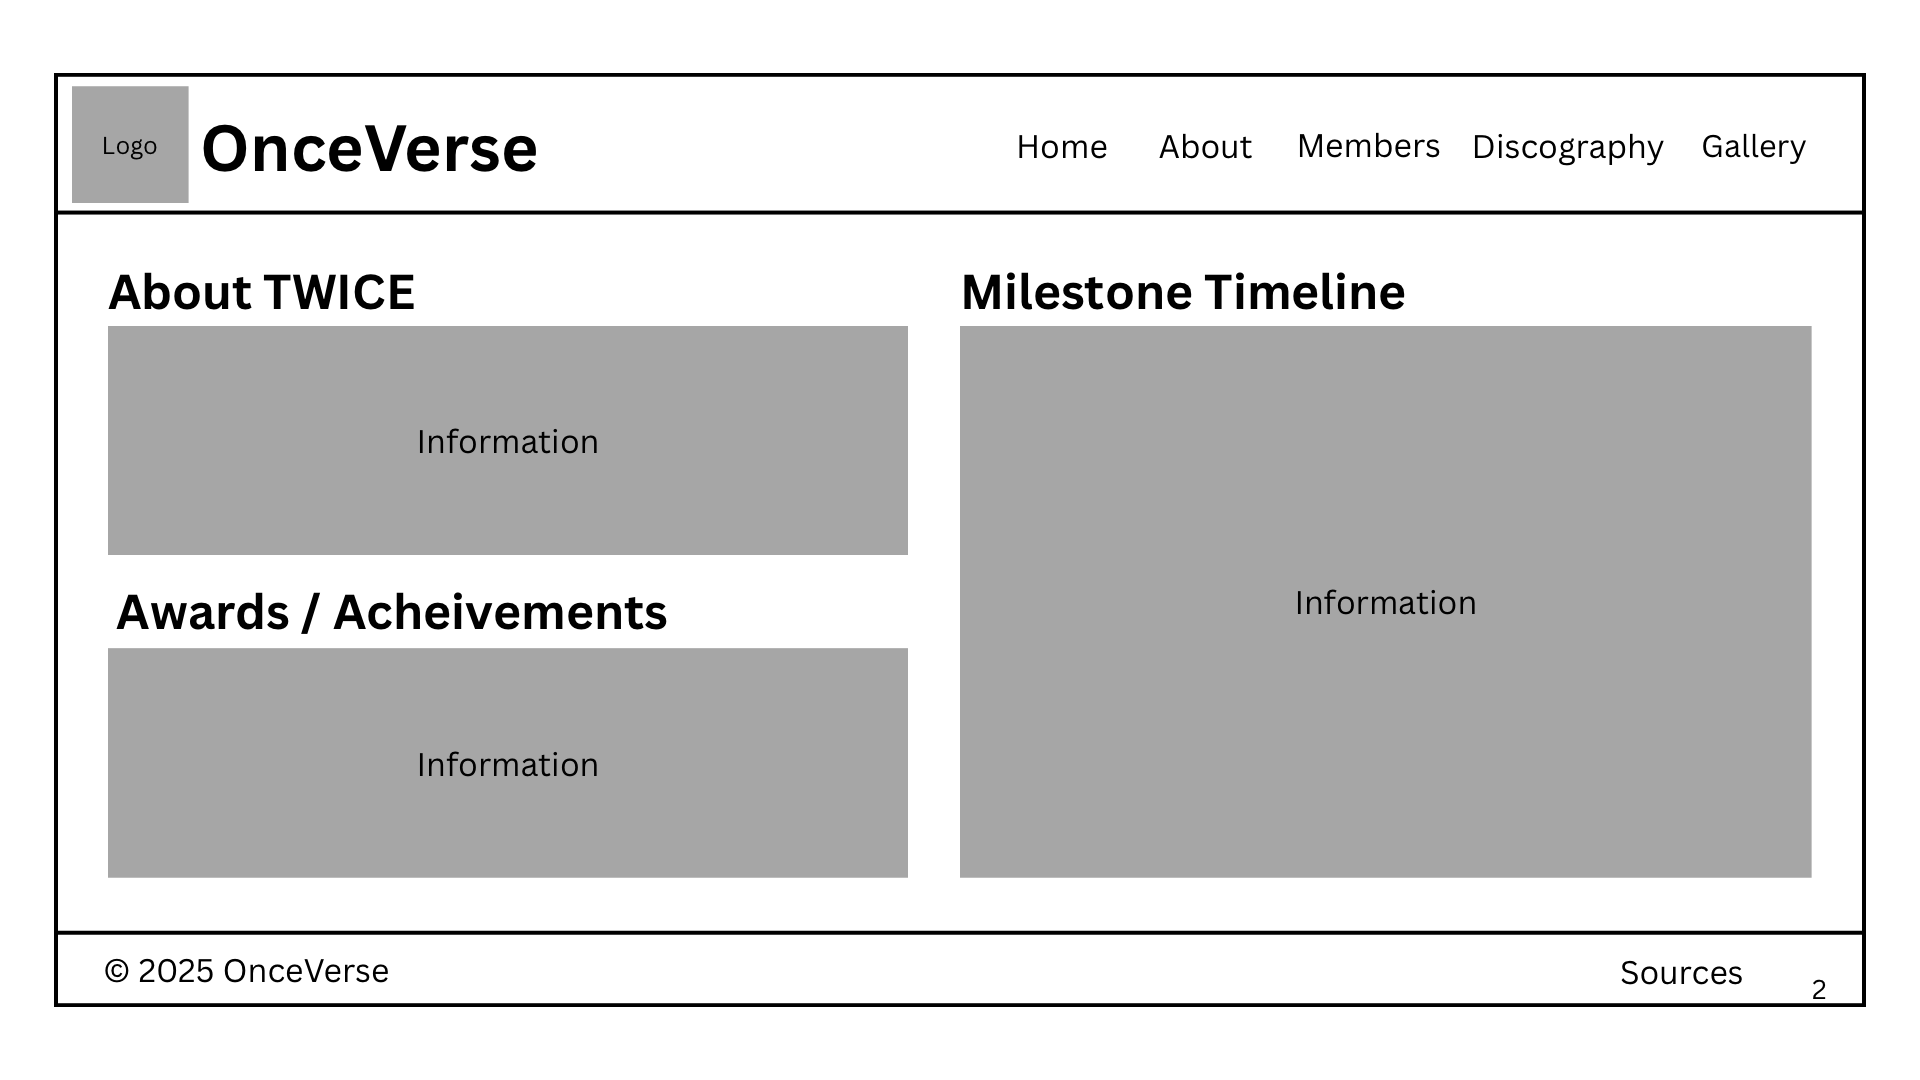 Logo
OnceVerse
Home About Members Discography Gallery
About TWICE
Information
Awards / Acheivements
Information
Milestone Timeline
Information
© 2025 OnceVerse
Sources
2